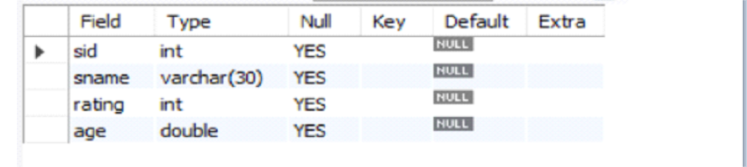 Field Type Null Key Default Extra
sid int YES NULL
sname varchar(30) YES NULL
rating int YES NULL
age double YES NULL